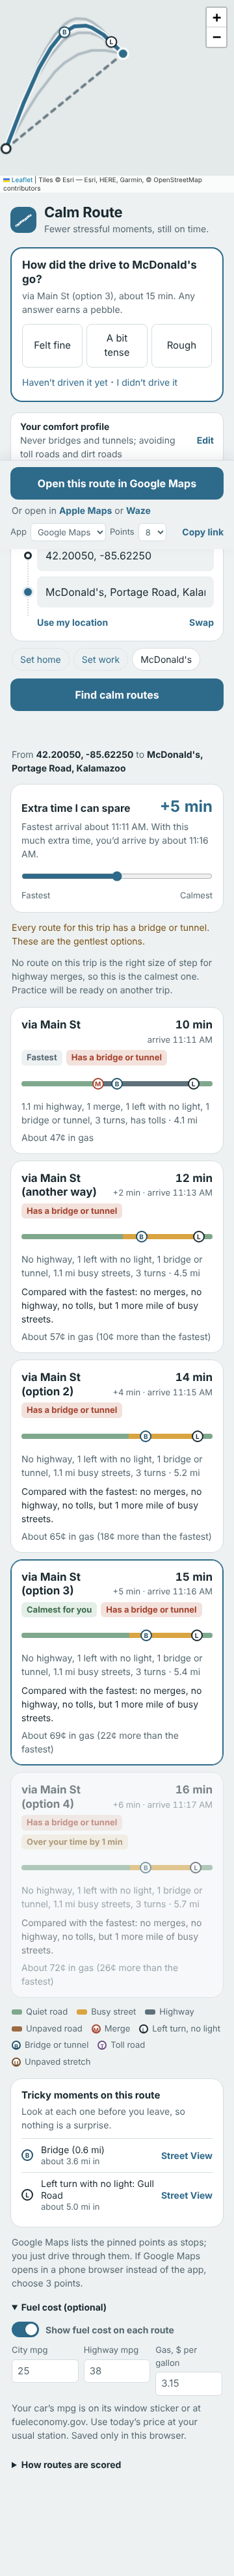 B
L
+
−
Leaflet | Tiles © Esri — Esri, HERE, Garmin, © OpenStreetMap
contributors
Calm Route
Fewer stressful moments, still on time.
How did the drive to McDonald's
go?
via Main St (option 3), about 15 min. Any
answer earns a pebble.
Felt fine
A bit
tense
Rough
Haven't driven it yet · I didn't drive it
Your comfort profile
Never bridges and tunnels; avoiding
toll roads and dirt roads
Edit
Open this route in Google Maps
Or open in Apple Maps or Waze
App Google Maps Points 8 Copy link
42.20050, -85.62250
McDonald's, Portage Road, Kala
Use my location Swap
Set home Set work McDonald's
Find calm routes
From 42.20050, -85.62250 to McDonald's,
Portage Road, Kalamazoo
Extra time I can spare +5 min
Fastest arrival about 11:11 AM. With this
much extra time, you'd arrive by about 11:16
AM.
Fastest Calmest
Every route for this trip has a bridge or tunnel.
These are the gentlest options.
No route on this trip is the right size of step for
highway merges, so this is the calmest one.
Practice will be ready on another trip.
via Main St 10 min
arrive 11:11 AM
Fastest Has a bridge or tunnel
M B L
1.1 mi highway, 1 merge, 1 left with no light, 1
bridge or tunnel, 3 turns, has tolls · 4.1 mi
About 47¢ in gas
via Main St 12 min
(another way) +2 min · arrive 11:13 AM
Has a bridge or tunnel
B L
No highway, 1 left with no light, 1 bridge or
tunnel, 1.1 mi busy streets, 3 turns · 4.5 mi
Compared with the fastest: no merges, no
highway, no tolls, but 1 more mile of busy
streets.
About 57¢ in gas (10¢ more than the fastest)
via Main St 14 min
(option 2) +4 min · arrive 11:15 AM
Has a bridge or tunnel
B L
No highway, 1 left with no light, 1 bridge or
tunnel, 1.1 mi busy streets, 3 turns · 5.2 mi
Compared with the fastest: no merges, no
highway, no tolls, but 1 more mile of busy
streets.
About 65¢ in gas (18¢ more than the fastest)
via Main St 15 min
(option 3) +5 min · arrive 11:16 AM
Calmest for you Has a bridge or tunnel
B L
No highway, 1 left with no light, 1 bridge or
tunnel, 1.1 mi busy streets, 3 turns · 5.4 mi
Compared with the fastest: no merges, no
highway, no tolls, but 1 more mile of busy
streets.
About 69¢ in gas (22¢ more than the
fastest)
via Main St 16 min
(option 4) +6 min · arrive 11:17 AM
Has a bridge or tunnel
Over your time by 1 min
B L
No highway, 1 left with no light, 1 bridge or
tunnel, 1.1 mi busy streets, 3 turns · 5.7 mi
Compared with the fastest: no merges, no
highway, no tolls, but 1 more mile of busy
streets.
About 72¢ in gas (26¢ more than the
fastest)
Quiet road Busy street Highway
Unpaved road M Merge L Left turn, no light
B Bridge or tunnel T Toll road
U Unpaved stretch
Tricky moments on this route
Look at each one before you leave, so
nothing is a surprise.
B Bridge (0.6 mi)
about 3.6 mi in
Street View
L Left turn with no light: Gull
Road
about 5.0 mi in
Street View
Google Maps lists the pinned points as stops;
you just drive through them. If Google Maps
opens in a phone browser instead of the app,
choose 3 points.
Fuel cost (optional)
Show fuel cost on each route
City mpg Highway mpg Gas, $ per
gallon
25 38 3.15
Your car's mpg is on its window sticker or at
fueleconomy.gov. Use today's price at your
usual station. Saved only in this browser.
How routes are scored